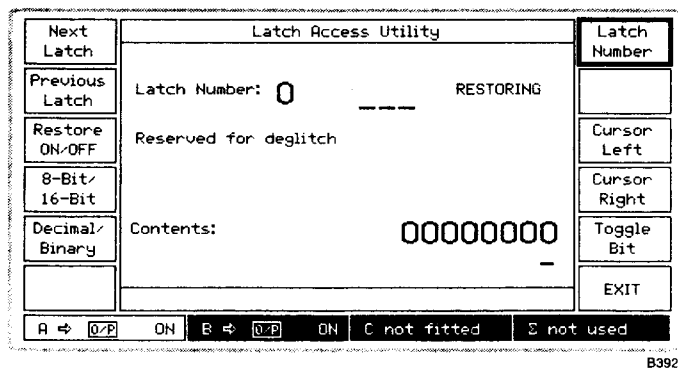 Next
Latch
Previous
Latch
Restore
ON/OFF
8-Bit/
16-Bit
Decimal/
Binary
Latch Access Utility
Latch Number: 0 ___ RESTORING
Reserved for deglitch
Contents: 00000000
Latch
Number
Cursor
Left
Cursor
Right
Toggle
Bit
EXIT
A ⇨ O/P ON B ⇨ O/P ON C not fitted Σ not used
B392